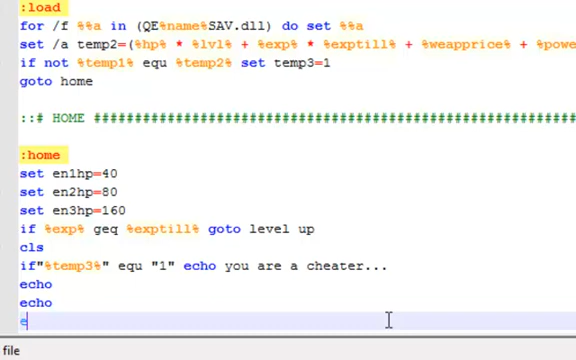 :load
for /f %%a in (QE%name%SAV.dll) do set %%a
set /a temp2=(%hp% * %lvl% + %exp% * %exptill% + %weapprice% + %powe
if not %temp1% equ %temp2% set temp3=1
goto home
::# HOME ############################################################
:home
set en1hp=40
set en2hp=80
set en3hp=160
if %exp% geq %exptill% goto level up
cls
if"%temp3%" equ "1" echo you are a cheater...
echo
echo
e
file